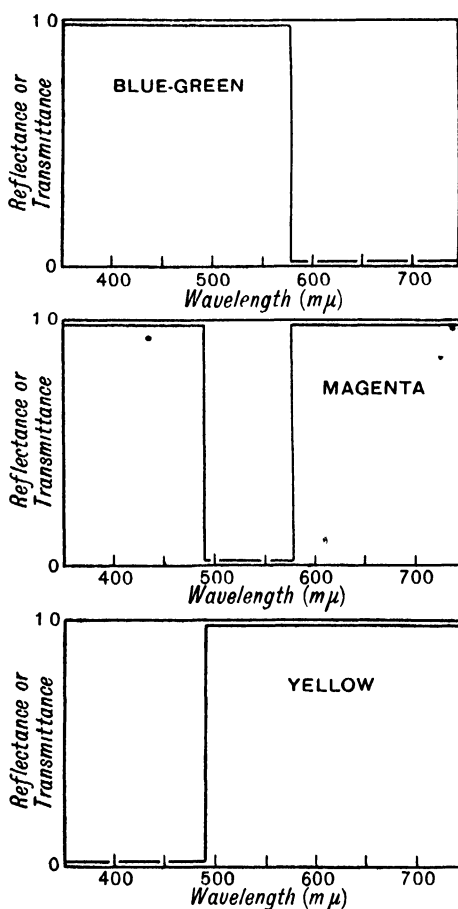 1 0
BLUE-GREEN
Reflectance or
Transmittance
0
400 500 600 700
Wavelength (mμ)
1 0
MAGENTA
Reflectance or
Transmittance
0
400 500 600 700
Wavelength (mμ)
1 0
YELLOW
Reflectance or
Transmittance
0
400 500 600 700
Wavelength (mμ)